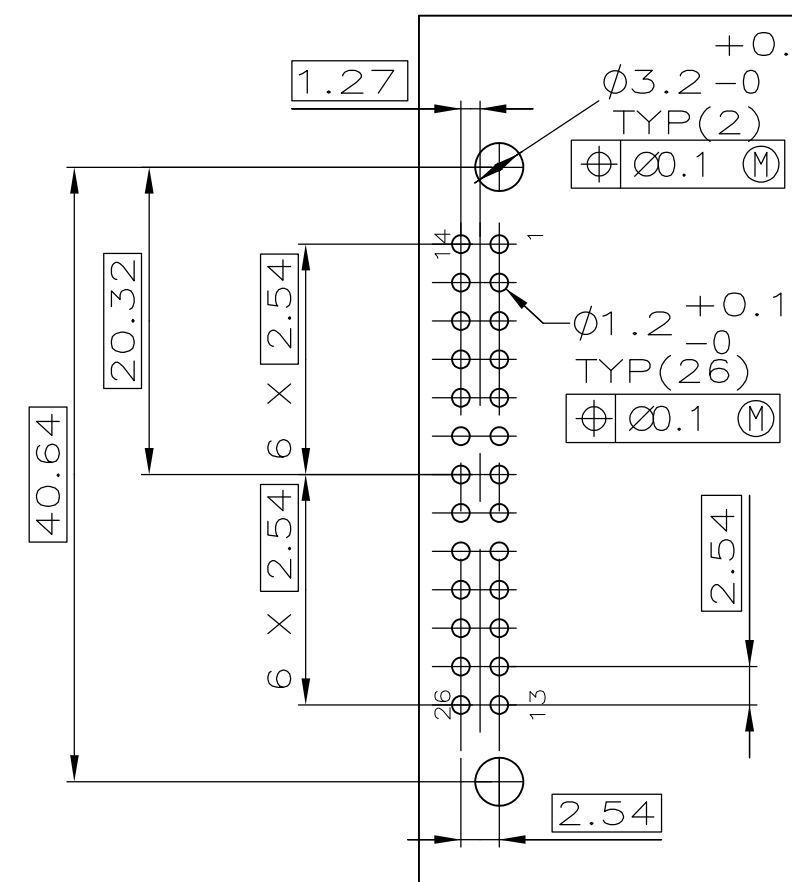 +0.
1.27
Ø3.2 -0
TYP(2)
⌖ Ø0.1 Ⓜ
14
1
20.32
6 X 2.54
Ø1.2 +0.1
-0
TYP(26)
⌖ Ø0.1 Ⓜ
40.64
6 X 2.54
2.54
26
13
2.54